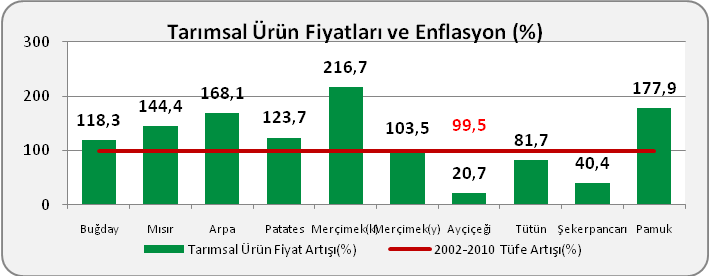 Tarımsal Ürün Fiyatları ve Enflasyon (%)
300
200
100
0
118,3
144,4
168,1
123,7
216,7
103,5
99,5
20,7
81,7
40,4
177,9
Buğday
Mısır
Arpa
Patates
Merçimek(k)
Merçimek(y)
Ayçiçeği
Tütün
Şekerpancarı
Pamuk
Tarımsal Ürün Fiyat Artışı(%)
2002-2010 Tüfe Artışı(%)